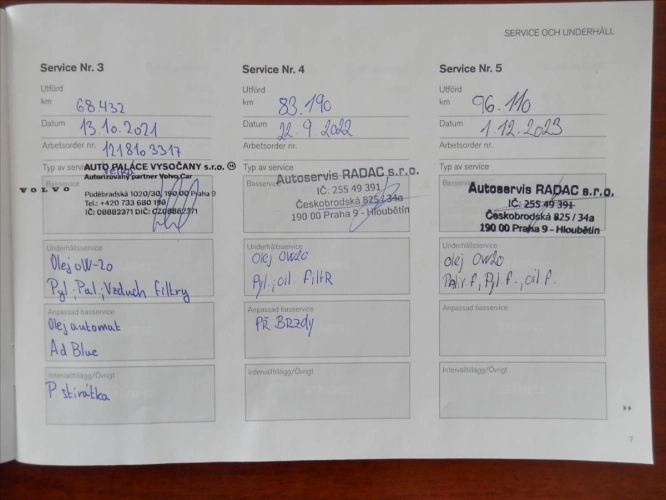 SERVICE OCH UNDERHÅLL
Service Nr. 3
Utförd
km 68432
Datum 13.10.2021
Arbetsorder nr. 1218103317
Typ av service
AUTO PALÁCE VYSOČANY s.r.o.
Autorizovaný partner Volvo Car
Basservice
VOLVO
Poděbradská 1020/30, 190 00 Praha 9
Tel.: +420 733 680 190
IČ: 08862371 DIČ: CZ08862371
Underhållsservice
Olej 0W-20
Pyl; Pal; Vzduch filtry
Anpassad basservice
Olej automat
Ad Blue
Intervalltillägg/Övrigt
P stírátka
Service Nr. 4
Utförd
km 83.190
Datum 22.9 2022
Arbetsorder nr.
Typ av service
Basservice
Autoservis RADAC s.r.o.
IČ: 255 49 391
Českobrodská 825 / 34a
190 00 Praha 9 - Hloubětín
Underhållsservice
Olej 0W20
Pyl; oil FiltR
Anpassad basservice
PŘ BRZDY
Intervalltillägg/Övrigt
Service Nr. 5
Utförd
km 96.110
Datum 1.12.2023
Arbetsorder nr.
Typ av service
Basservice
Autoservis RADAC s.r.o.
IČ: 255 49 391
Českobrodská 825 / 34a
190 00 Praha 9 - Hloubětín
Underhållsservice
olej 0W20
Pyl f., oil f.
Anpassad basservice
Intervalltillägg/Övrigt
7